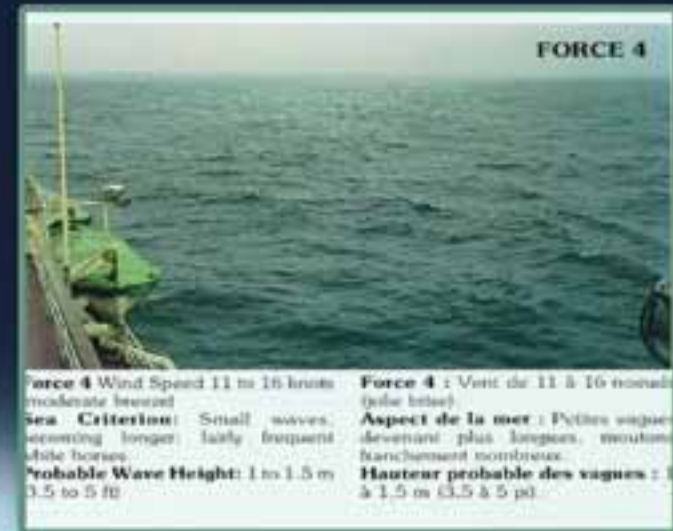 FORCE 4
Force 4 Wind Speed 11 to 16 knots
(moderate breeze)
Sea Criterion: Small waves,
becoming longer: fairly frequent
white horses.
Probable Wave Height: 1 to 1.5 m
(3.5 to 5 ft)
Force 4 : Vent de 11 à 16 noeuds
(jolie brise)
Aspect de la mer : Petites vagues
devenant plus longues, moutons
franchement nombreux.
Hauteur probable des vagues : 1
à 1,5 m (3,5 à 5 pi)